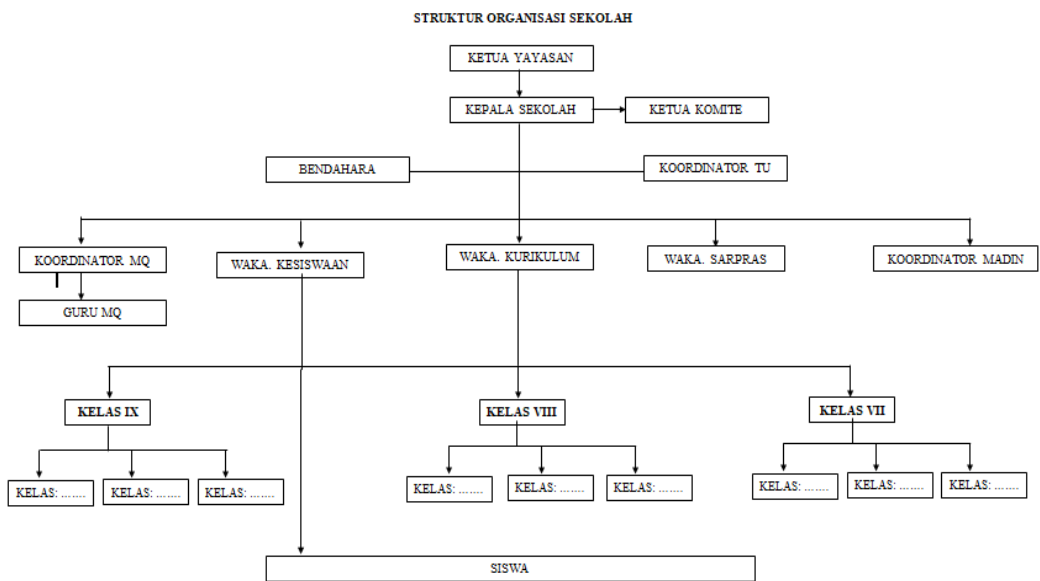 STRUKTUR ORGANISASI SEKOLAH
KETUA YAYASAN
KEPALA SEKOLAH
KETUA KOMITE
BENDAHARA
KOORDINATOR TU
KOORDINATOR MQ
WAKA. KESISWAAN
WAKA. KURIKULUM
WAKA. SARPRAS
KOORDINATOR MADIN
GURU MQ
KELAS IX
KELAS VIII
KELAS VII
KELAS: .......
KELAS: .......
KELAS: .......
KELAS: .......
KELAS: .......
KELAS: .......
KELAS: .......
KELAS: .......
KELAS: .......
SISWA